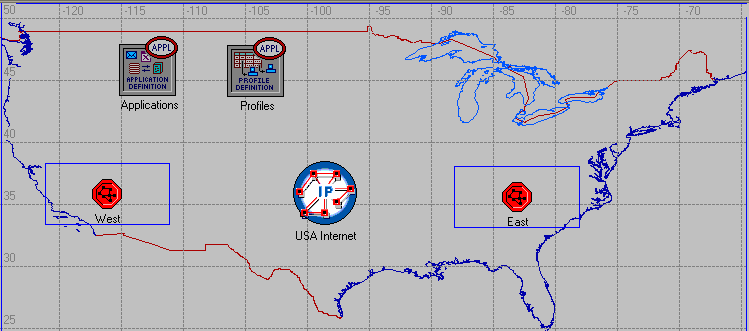 50 -120 -115 -110 -105 -100 -95 -90 -85 -80 -75 -70
45
40
35
30
25
APPL
APPLICATION
DEFINITION
Applications
APPL
PROFILE
DEFINITION
Profiles
West
IP
USA Internet
East